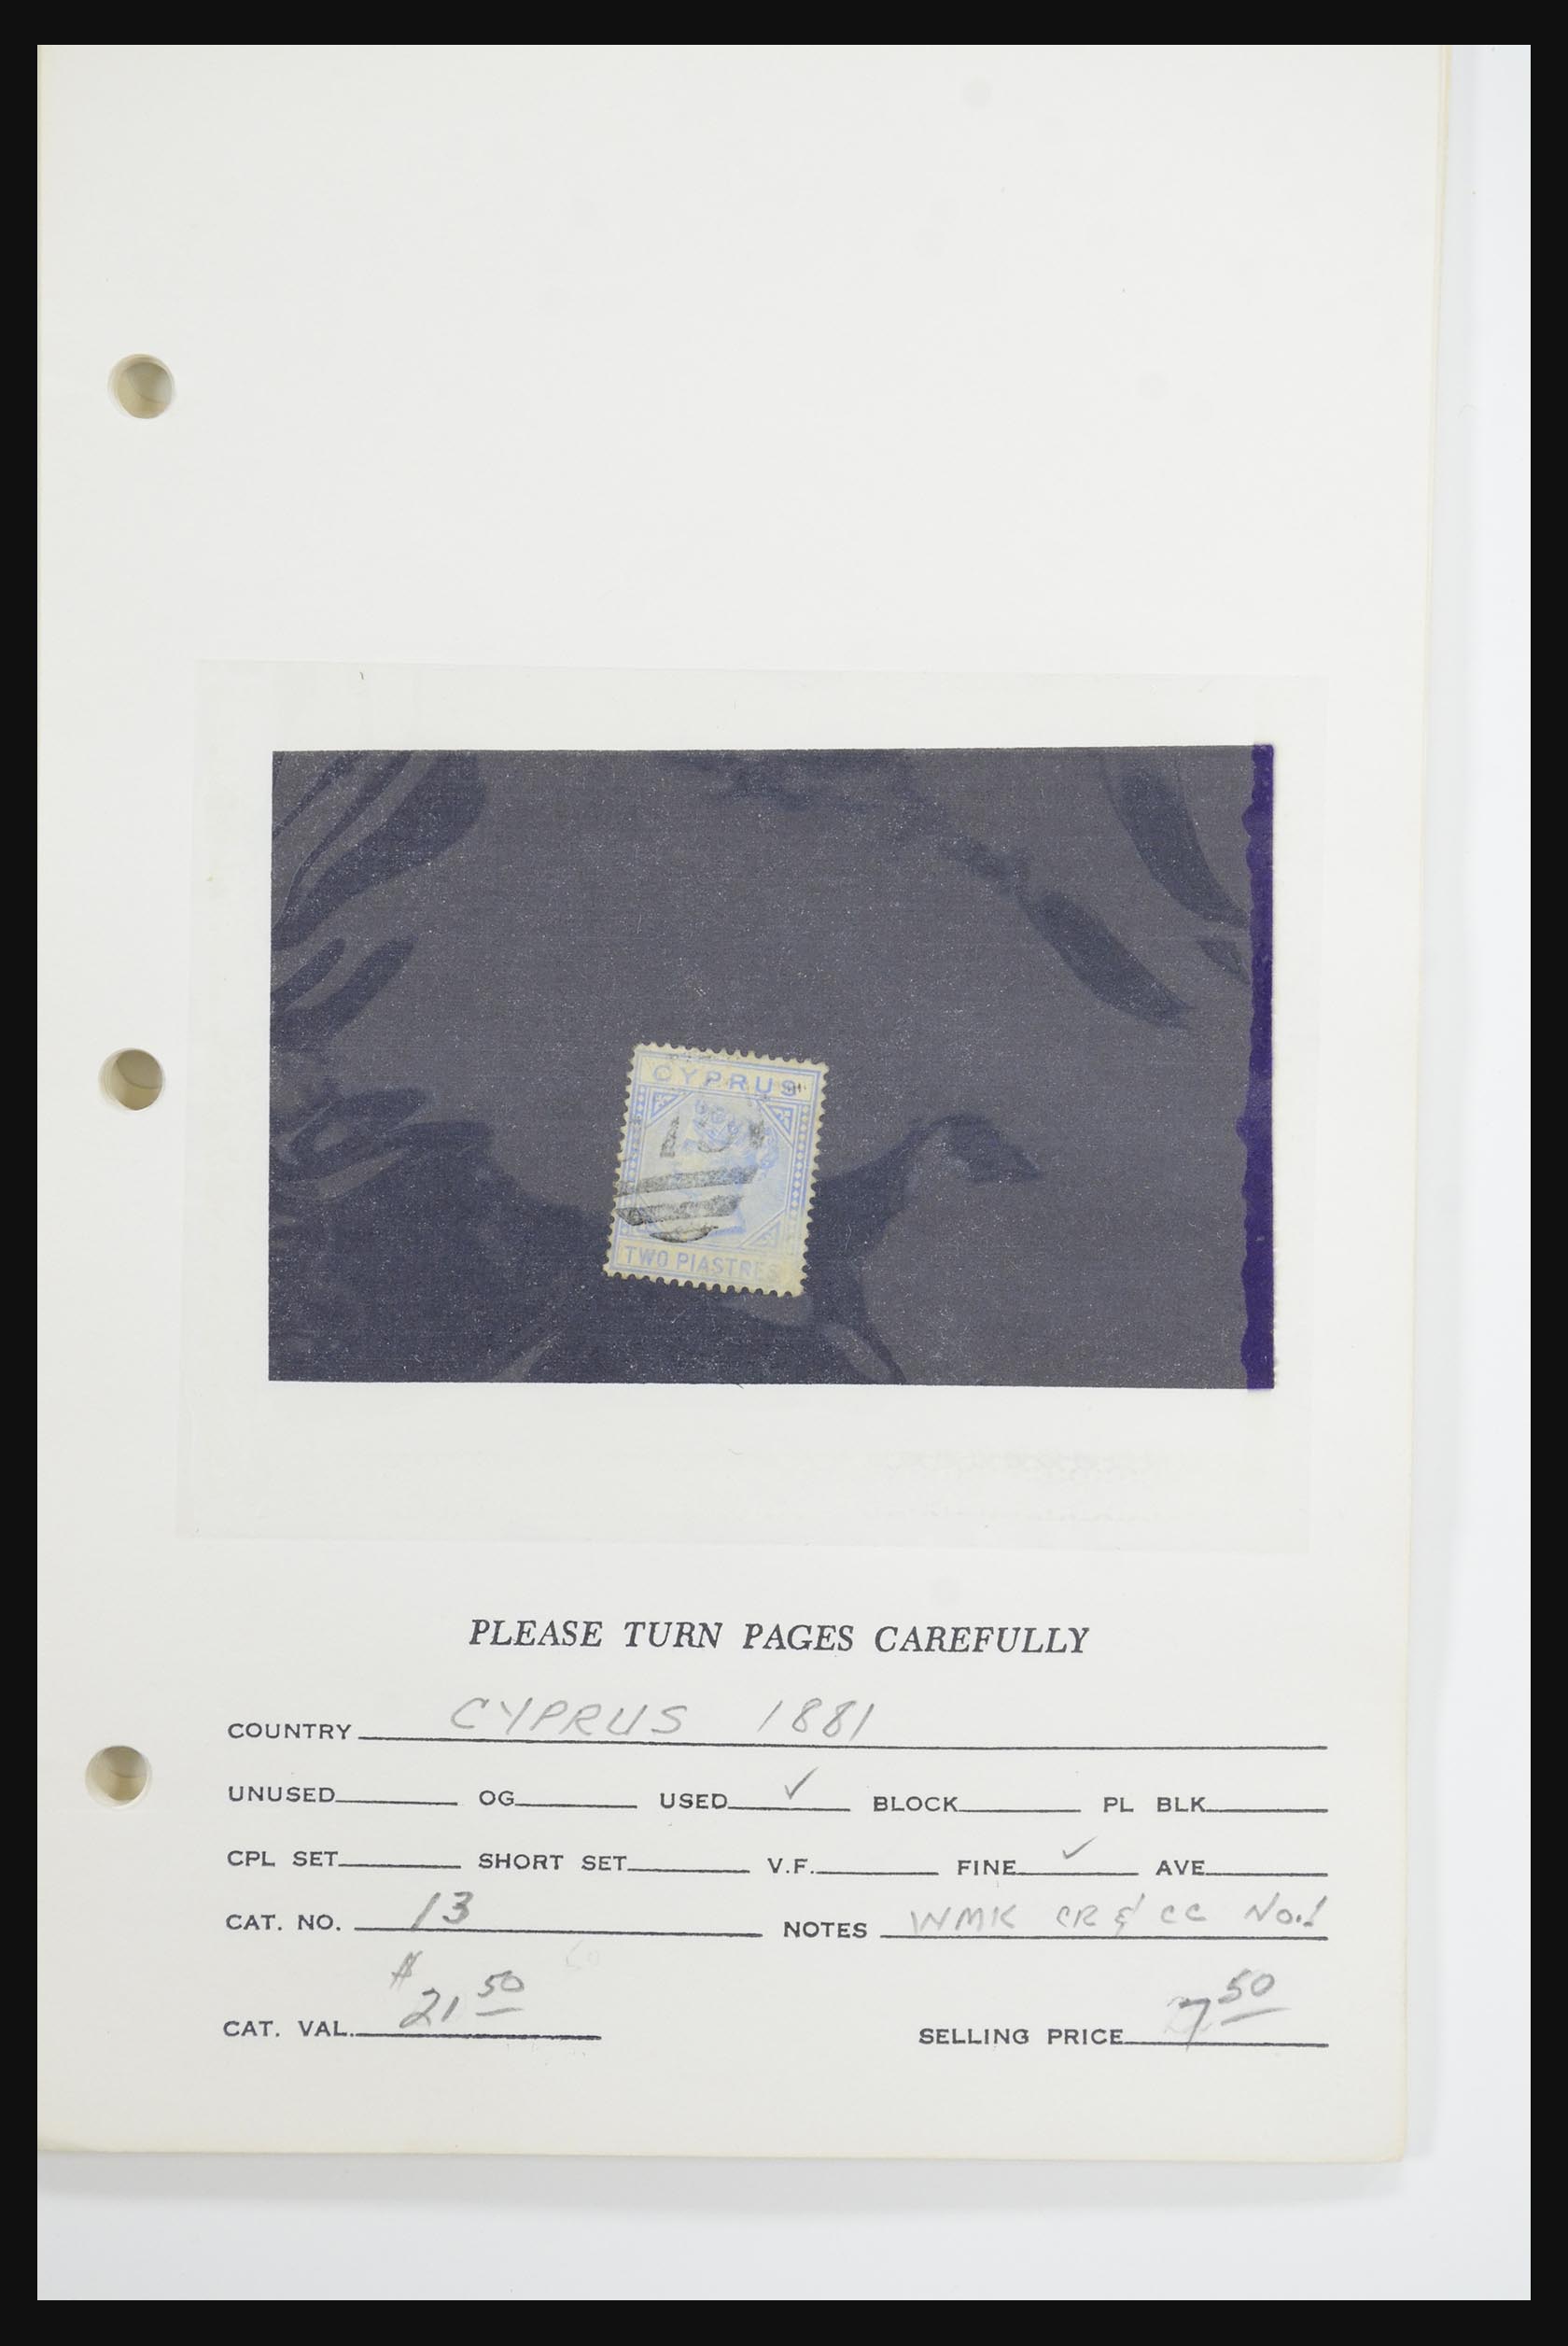 CYPRUS
TWO PIASTRES
PLEASE TURN PAGES CAREFULLY
COUNTRY CYPRUS 1881
UNUSED OG USED ✓ BLOCK PL BLK
CPL SET SHORT SET V.F. FINE ✓ AVE
CAT. NO. 13 NOTES WMK CR & CC No.1
CAT. VAL. $21 50 SELLING PRICE 7 50